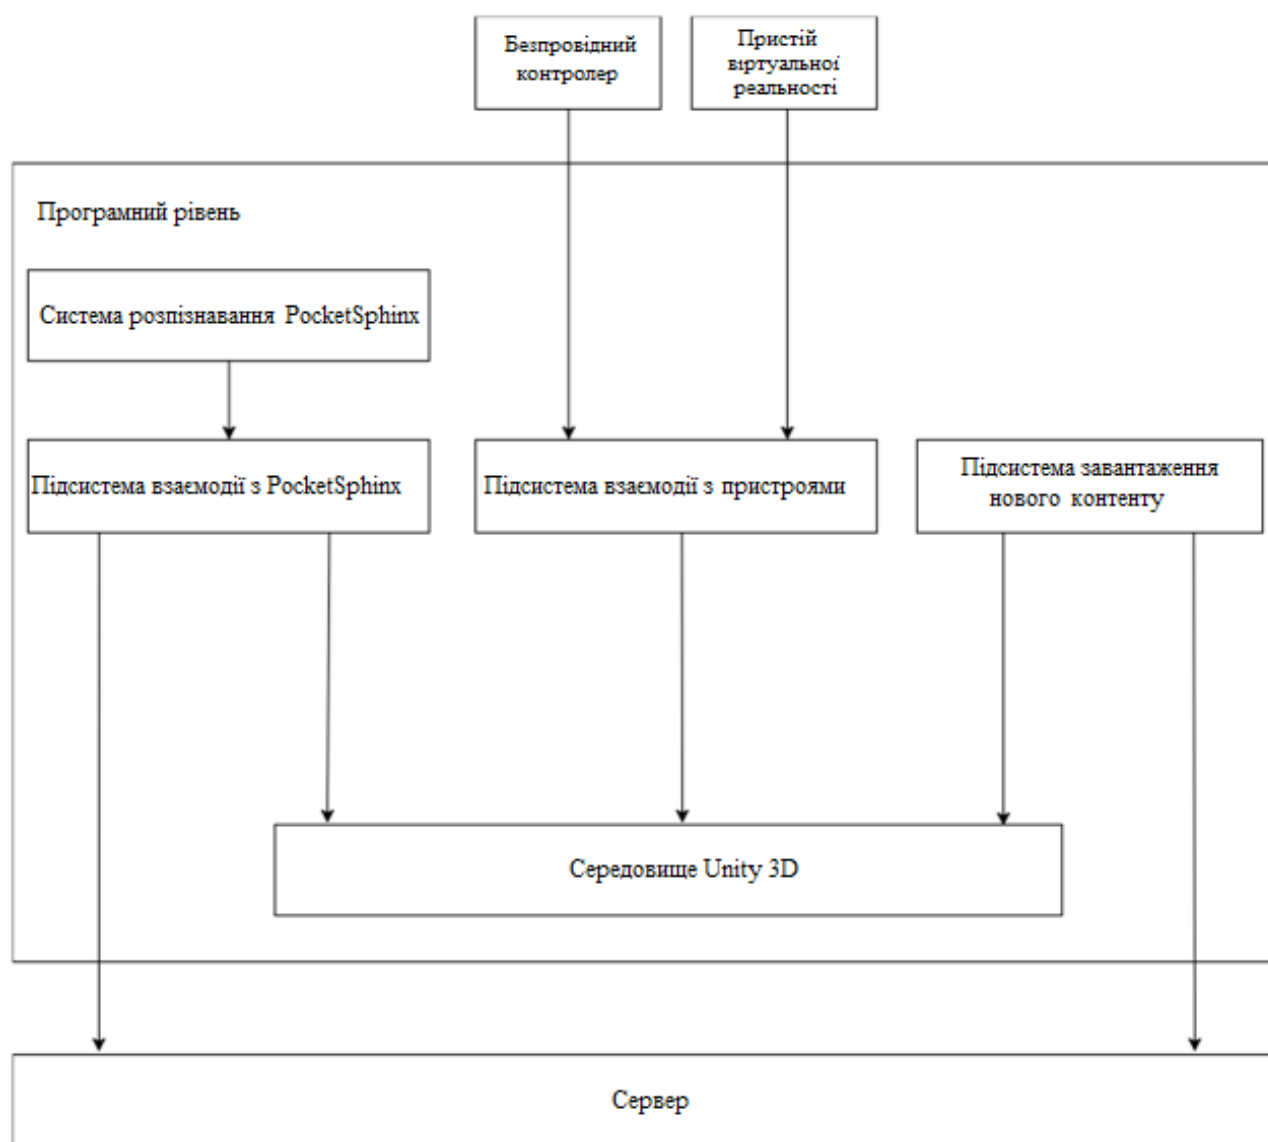 Безпровідний
контролер
Пристій
віртуальної
реальності
Програмний рівень
Система розпізнавання PocketSphinx
Підсистема взаємодії з PocketSphinx
Підсистема взаємодії з пристроями
Підсистема завантаження
нового контенту
Середовище Unity 3D
Сервер